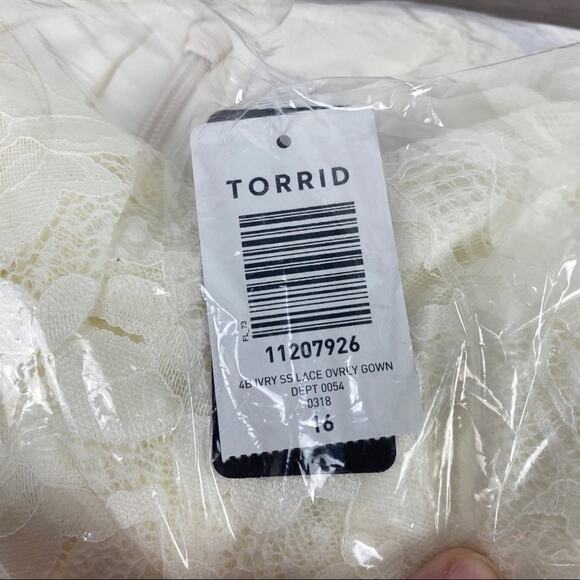 TORRID
FL_73
11207926
4B IVRY SS LACE OVRLY GOWN
DEPT 0054
0318
16